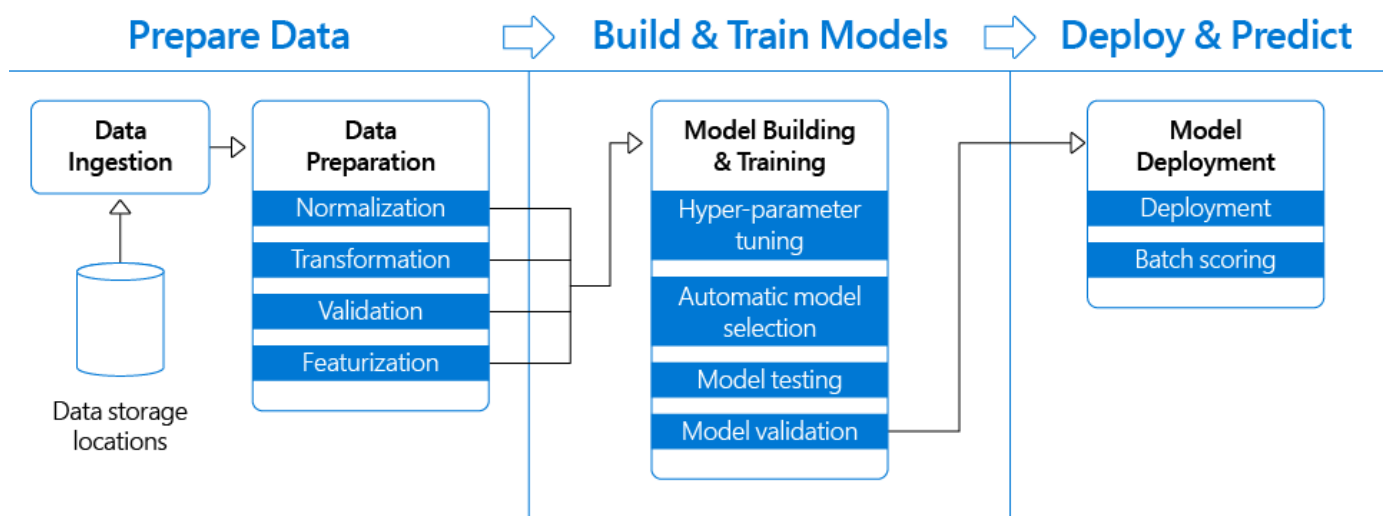 Prepare Data
Build & Train Models
Deploy & Predict
Data
Ingestion
Data storage
locations
Data
Preparation
Normalization
Transformation
Validation
Featurization
Model Building
& Training
Hyper-parameter
tuning
Automatic model
selection
Model testing
Model validation
Model
Deployment
Deployment
Batch scoring